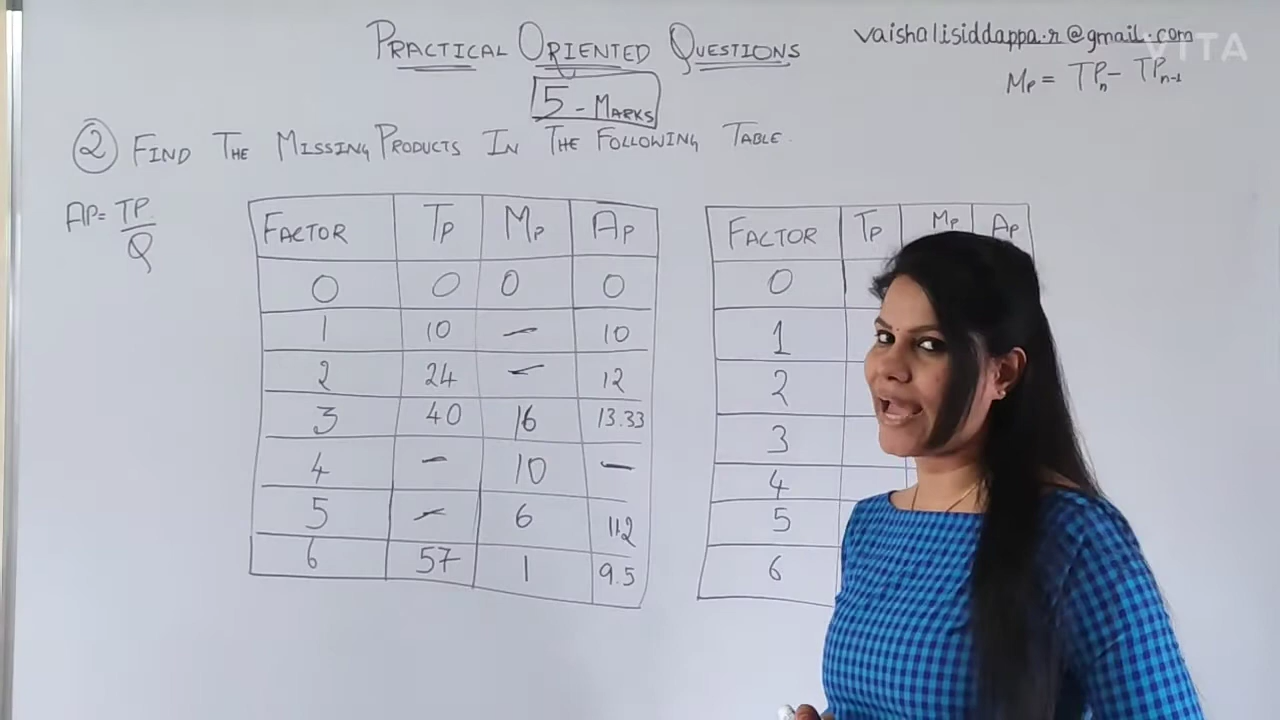 PRACTICAL ORIENTED QUESTIONS
vaishalisiddappa.r@gmail.com
VITA
5 - MARKS
MP = TPn - TPn-1
2 FIND THE MISSING PRODUCTS IN THE FOLLOWING TABLE.
AP = TP
Q
FACTOR TP MP AP
0 0 0 0
1 10 - 10
2 24 - 12
3 40 16 13.33
4 - 10 -
5 - 6 11.2
6 57 1 9.5
FACTOR TP MP AP
0
1
2
3
4
5
6